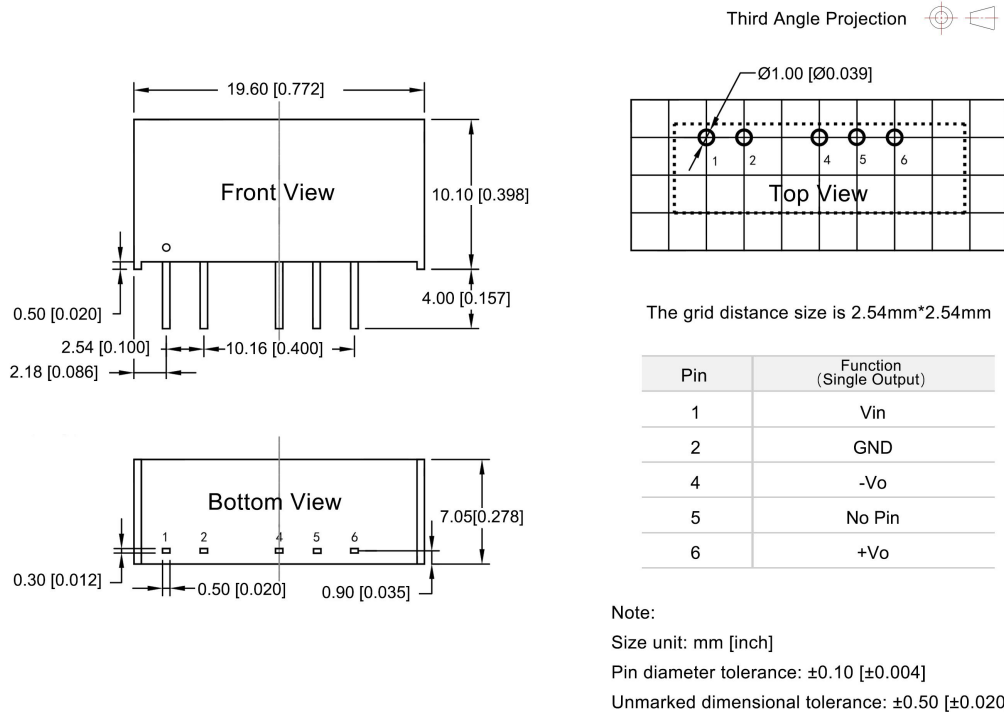 Third Angle Projection
19.60 [0.772]
Front View
10.10 [0.398]
4.00 [0.157]
0.50 [0.020]
2.54 [0.100]
10.16 [0.400]
2.18 [0.086]
Bottom View
1 2 4 5 6
7.05[0.278]
0.30 [0.012]
0.50 [0.020]
0.90 [0.035]
Ø1.00 [Ø0.039]
1 2 4 5 6
Top View
The grid distance size is 2.54mm*2.54mm
Pin Function
(Single Output)
1 Vin
2 GND
4 -Vo
5 No Pin
6 +Vo
Note:
Size unit: mm [inch]
Pin diameter tolerance: ±0.10 [±0.004]
Unmarked dimensional tolerance: ±0.50 [±0.020